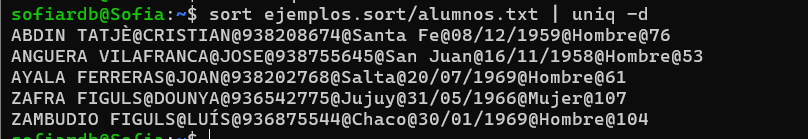 sofiardb@Sofia:~$ sort ejemplos.sort/alumnos.txt | uniq -d
ABDIN TATJÈ@CRISTIAN@938208674@Santa Fe@08/12/1959@Hombre@76
ANGUERA VILAFRANCA@JOSE@938755645@San Juan@16/11/1958@Hombre@53
AYALA FERRERAS@JOAN@938202768@Salta@20/07/1969@Hombre@61
ZAFRA FIGULS@DOUNYA@936542775@Jujuy@31/05/1966@Mujer@107
ZAMBUDIO FIGULS@LUÍS@936875544@Chaco@30/01/1969@Hombre@104
sofiardb@Sofia:~$